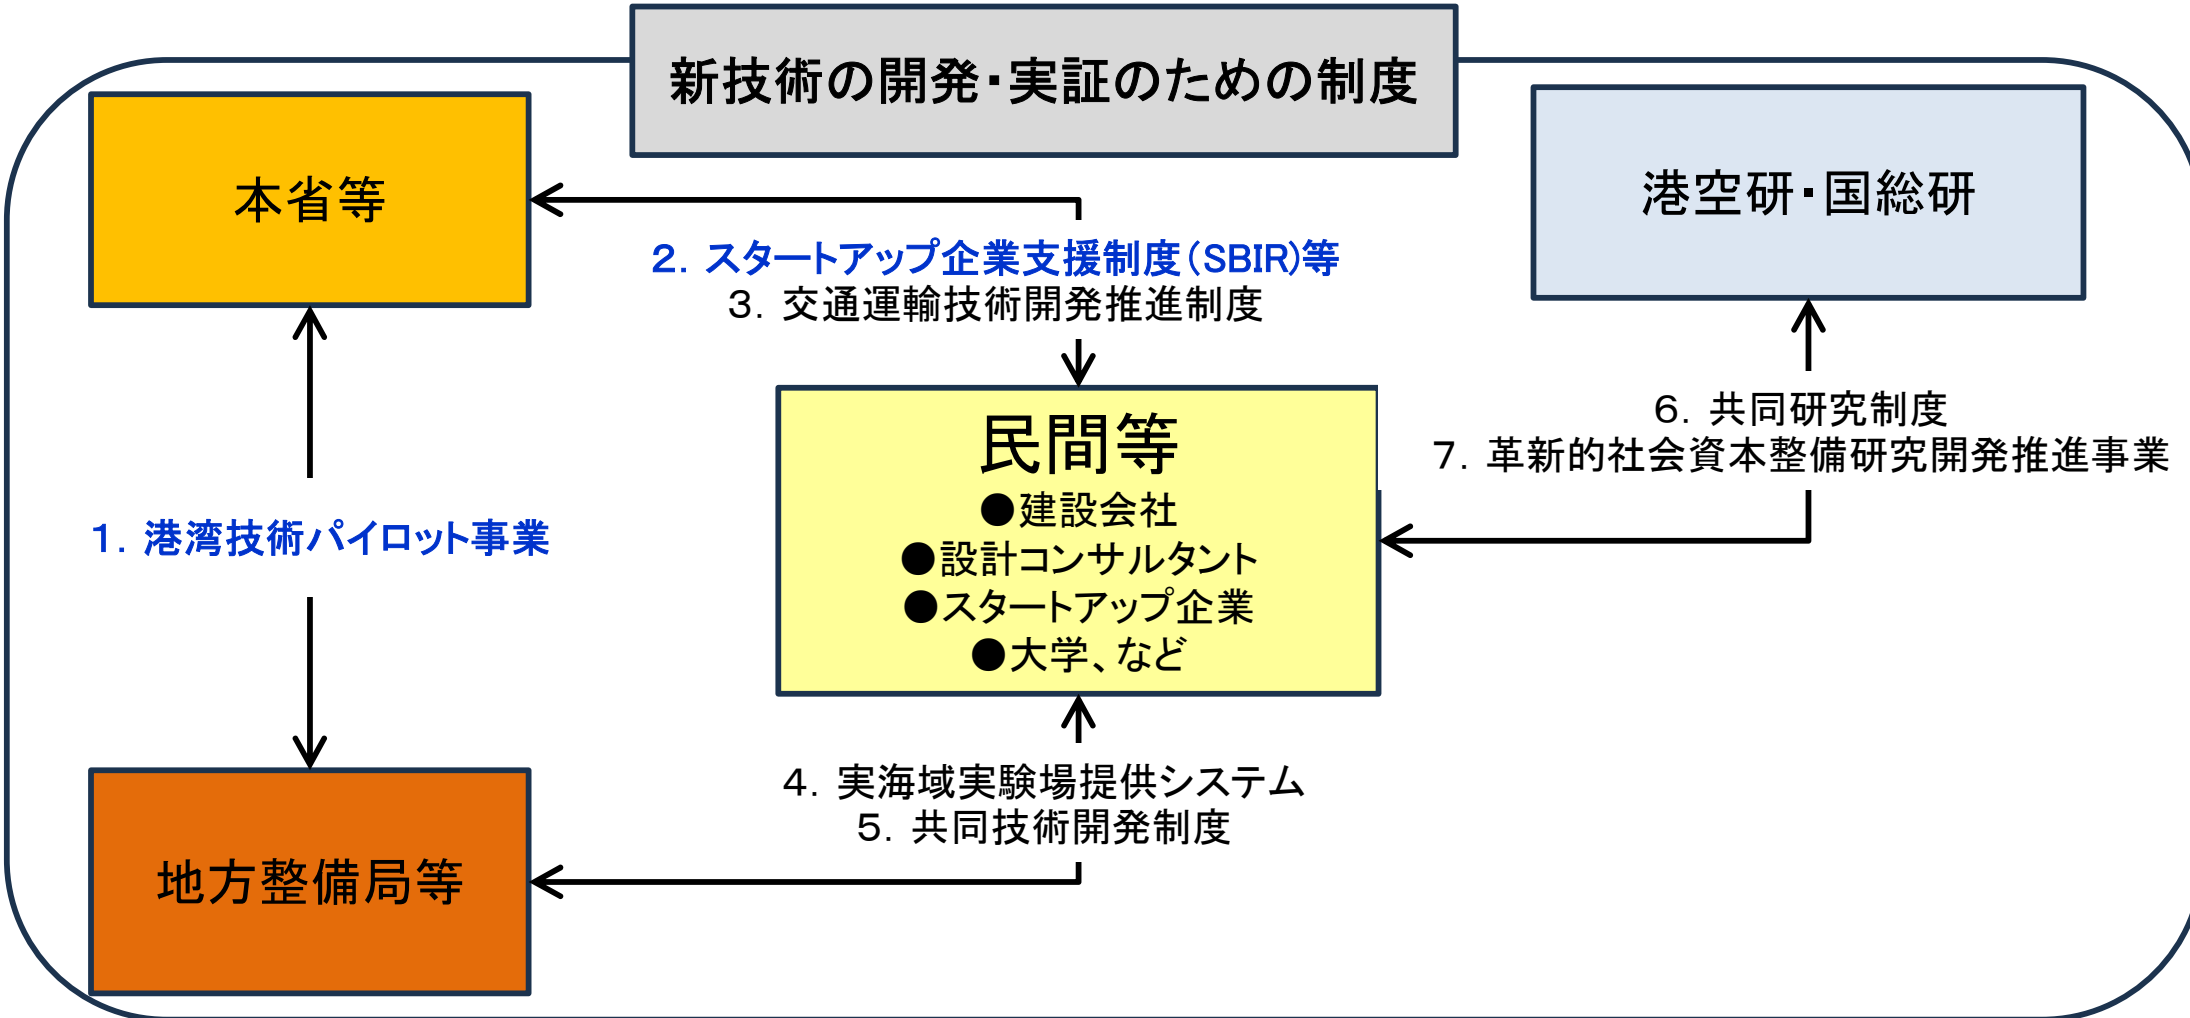 新技術の開発・実証のための制度
本省等
港空研・国総研
2. スタートアップ企業支援制度(SBIR)等
3. 交通運輸技術開発推進制度
民間等
●建設会社
●設計コンサルタント
●スタートアップ企業
●大学、など
6. 共同研究制度
7. 革新的社会資本整備研究開発推進事業
1. 港湾技術パイロット事業
4. 実海域実験場提供システム
5. 共同技術開発制度
地方整備局等